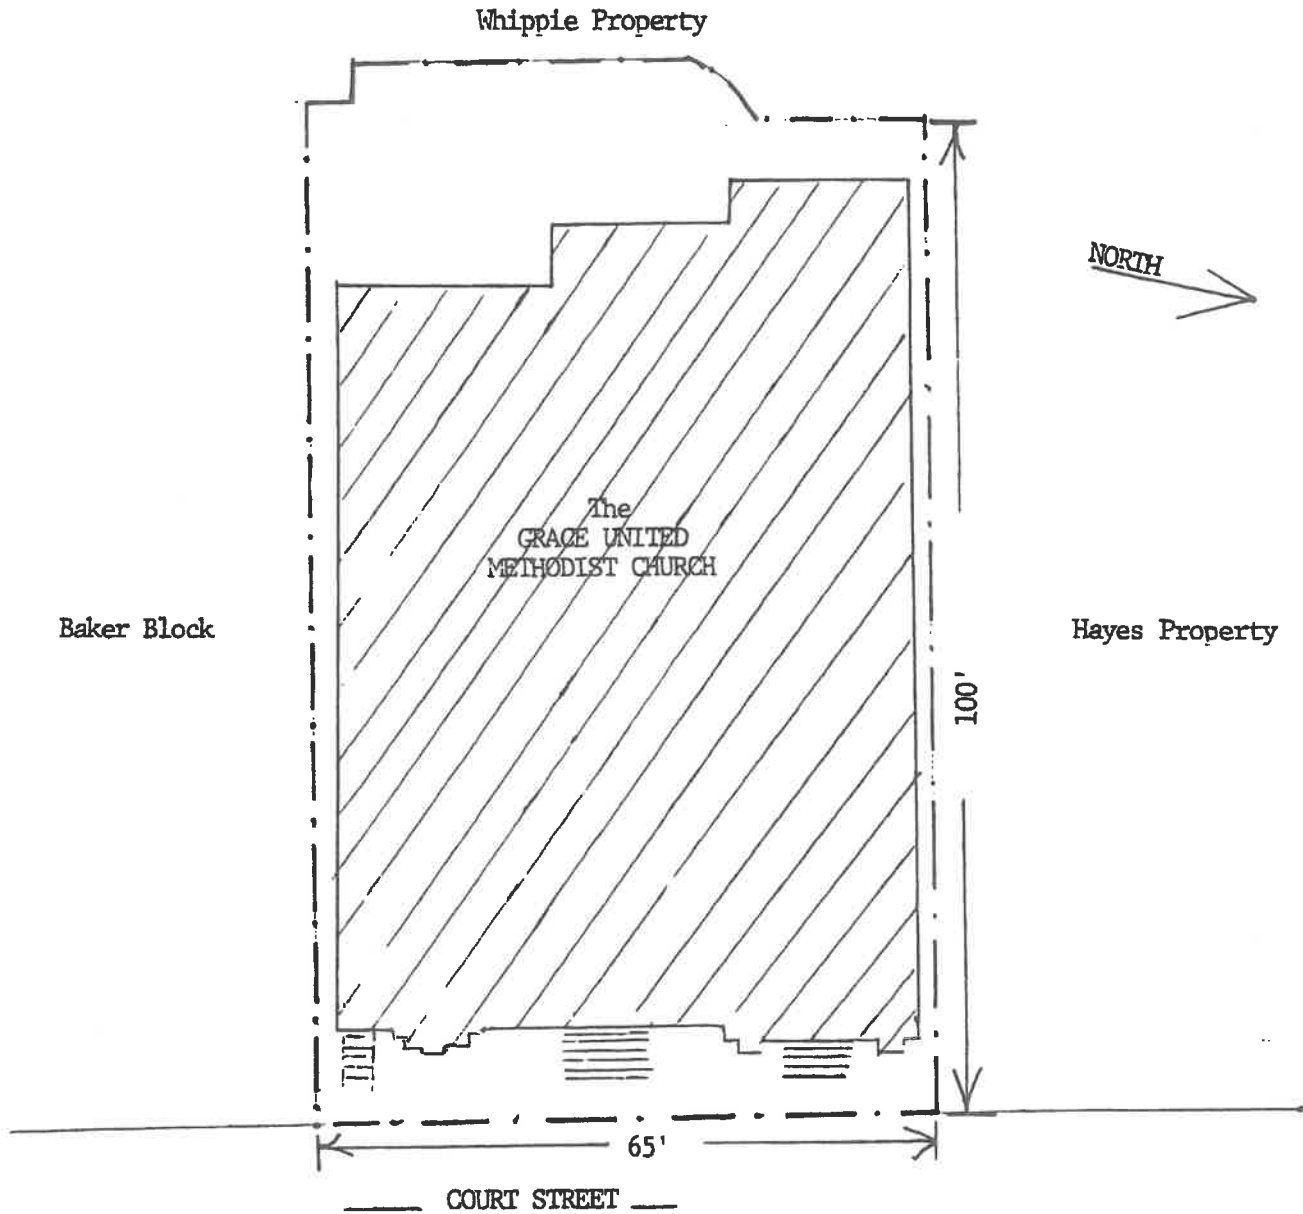 Whippie Property
NORTH
The
GRACE UNITED
METHODIST CHURCH
Baker Block
Hayes Property
100'
65'
COURT STREET